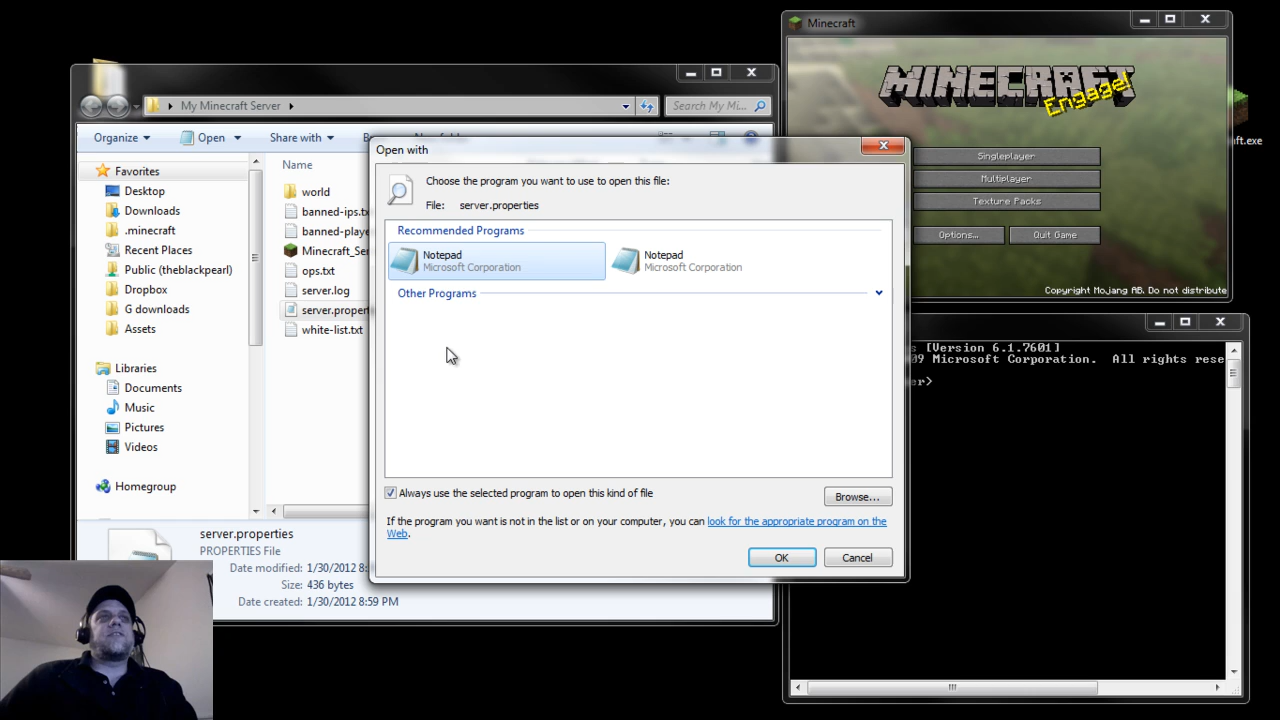 My Minecraft Server
Search My Mi...
Organize
Open
Share with
Favorites
Desktop
Downloads
.minecraft
Recent Places
Public (theblackpearl)
Dropbox
G downloads
Assets
Libraries
Documents
Music
Pictures
Videos
Homegroup
Name
world
banned-ips.tx
banned-playe
Minecraft_Se
ops.txt
server.log
server.propert
white-list.txt
server.properties
PROPERTIES File
Date modified: 1/30/2012 8:
Size: 436 bytes
Date created: 1/30/2012 8:59 PM
Open with
Choose the program you want to use to open this file:
File: server.properties
Recommended Programs
Notepad
Microsoft Corporation
Notepad
Microsoft Corporation
Other Programs
Always use the selected program to open this kind of file
Browse...
If the program you want is not in the list or on your computer, you can look for the appropriate program on the
Web.
OK
Cancel
Minecraft
MINECRAFT
Engage!
Singleplayer
Multiplayer
Texture Packs
Options...
Quit Game
Copyright Mojang AB. Do not distribute
ft.exe
s [Version 6.1.7601]
09 Microsoft Corporation. All rights rese
er>